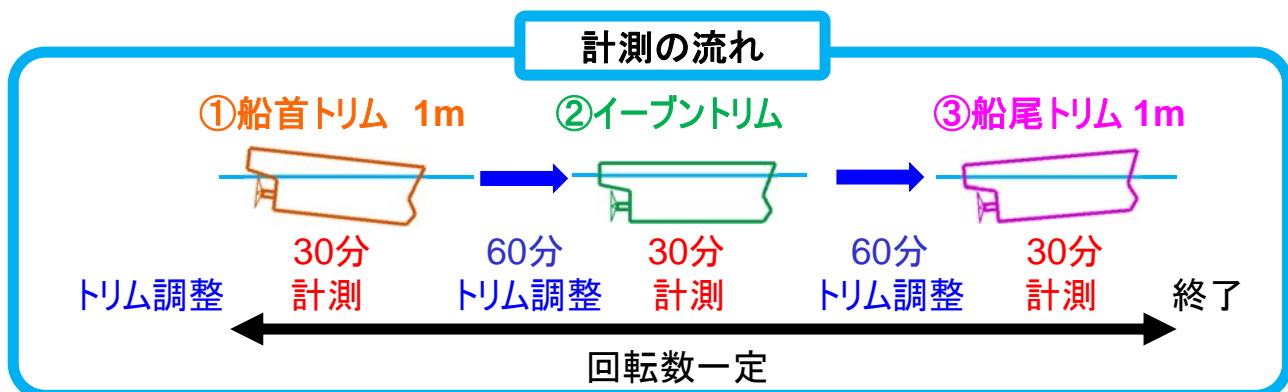 計測の流れ
①船首トリム 1m
②イーブントリム
③船尾トリム 1m
30分
60分
30分
60分
30分
トリム調整
計測
トリム調整
計測
トリム調整
計測
終了
回転数一定